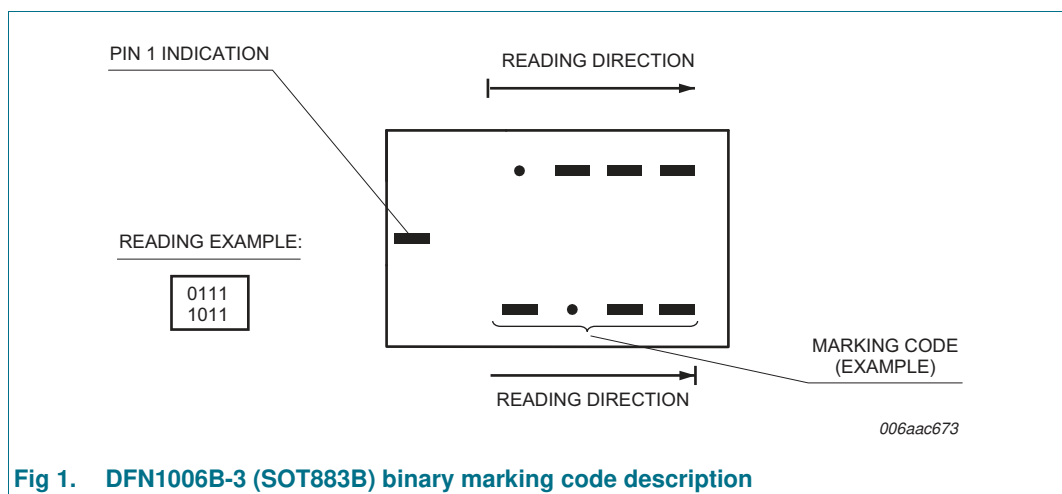 PIN 1 INDICATION
READING DIRECTION
READING EXAMPLE:
0111
1011
MARKING CODE
(EXAMPLE)
READING DIRECTION
006aac673
Fig 1. DFN1006B-3 (SOT883B) binary marking code description